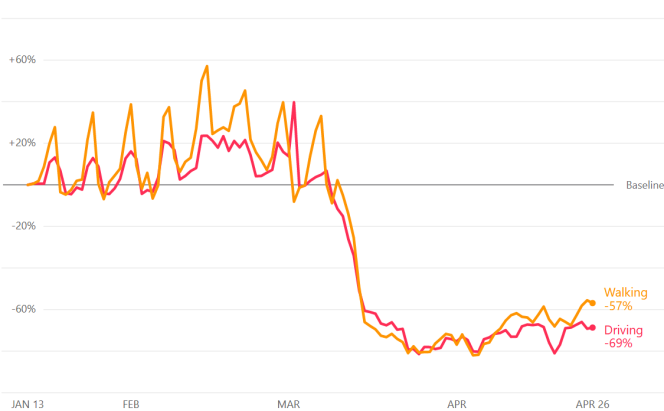 +60%
+20%
Baseline
-20%
-60%
Walking
-57%
Driving
-69%
JAN 13 FEB MAR APR APR 26